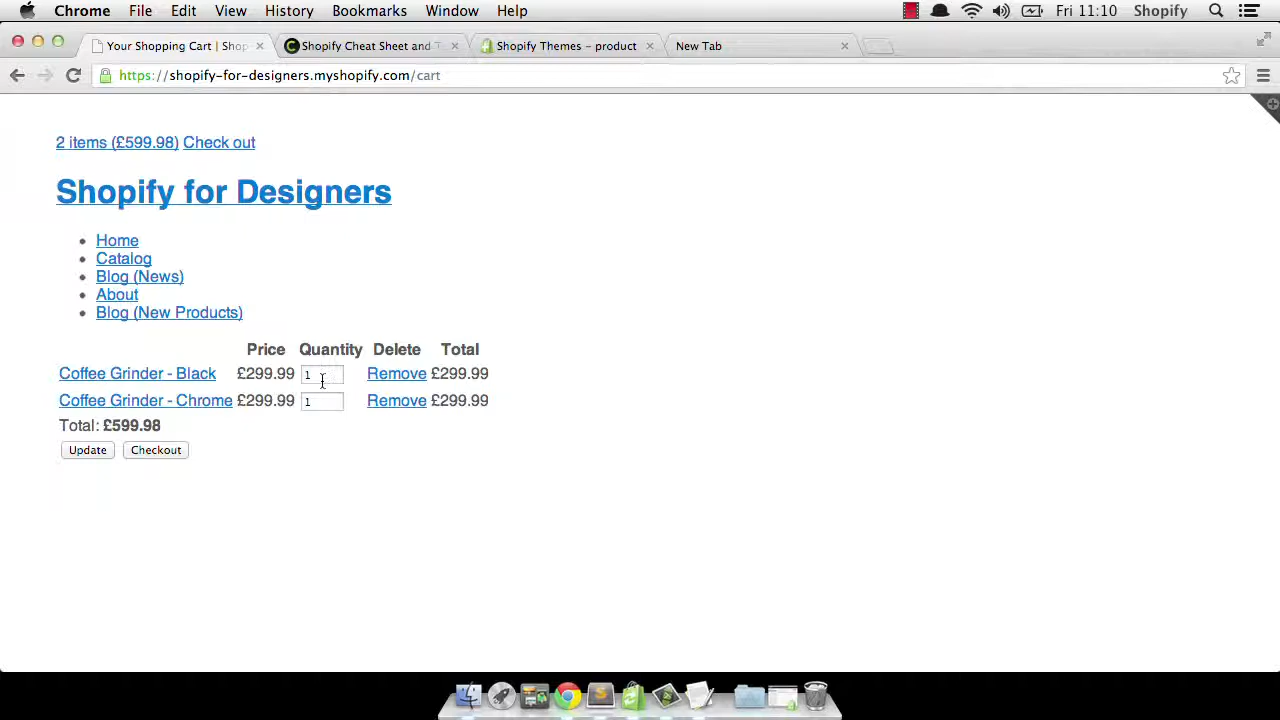 Chrome File Edit View History Bookmarks Window Help Fri 11:10 Shopify
Your Shopping Cart | Shop Shopify Cheat Sheet and Shopify Themes – product New Tab
https://shopify-for-designers.myshopify.com/cart
2 items (£599.98) Check out
Shopify for Designers
Home
Catalog
Blog (News)
About
Blog (New Products)
Price Quantity Delete Total
Coffee Grinder - Black £299.99 1 Remove £299.99
Coffee Grinder - Chrome £299.99 1 Remove £299.99
Total: £599.98
Update Checkout